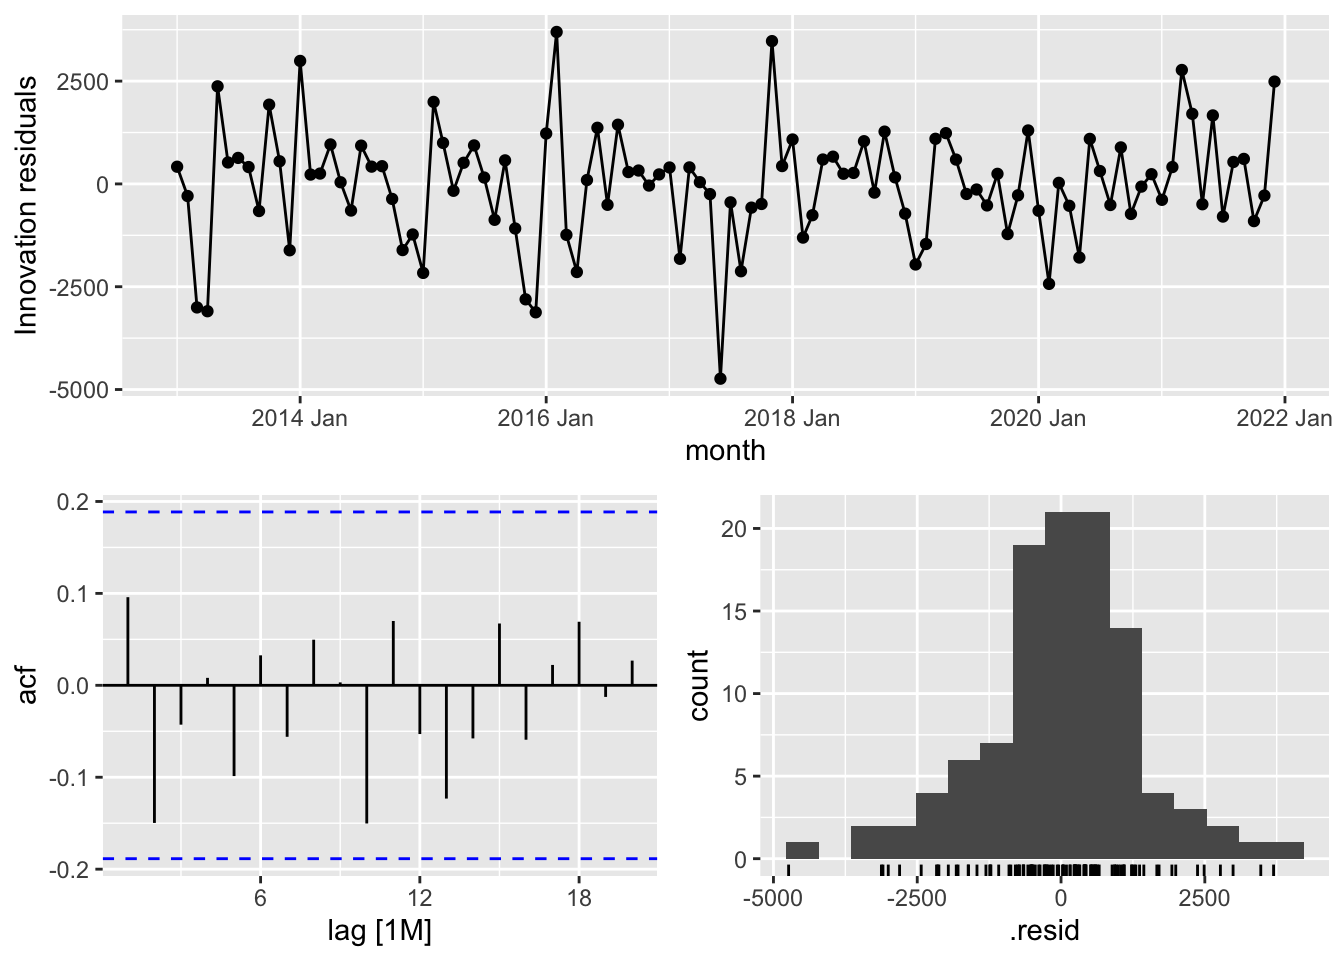 Innovation residuals
2500
0
-2500
-5000
2014 Jan 2016 Jan 2018 Jan 2020 Jan 2022 Jan
month
acf
0.2
0.1
0.0
-0.1
-0.2
6 12 18
lag [1M]
count
20
15
10
5
0
-5000 -2500 0 2500
.resid